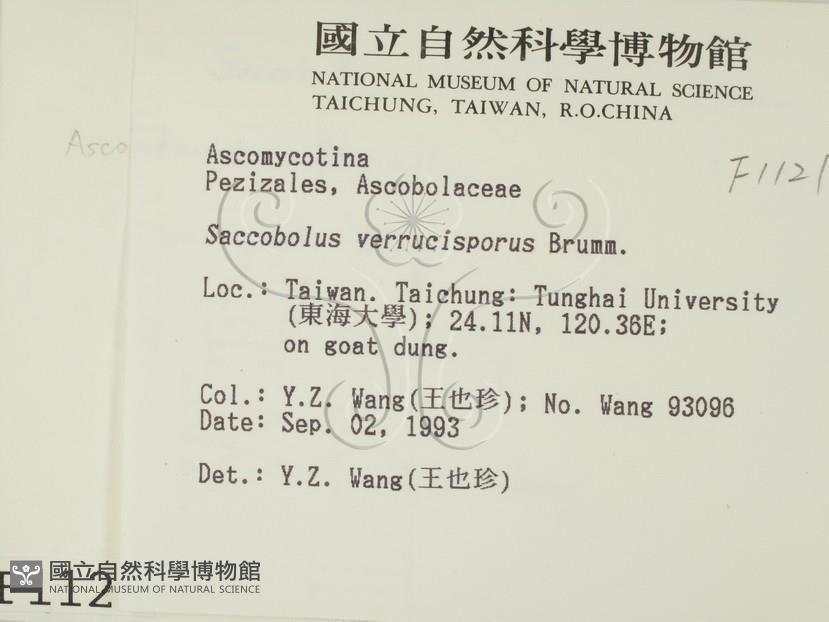 國立自然科學博物館
NATIONAL MUSEUM OF NATURAL SCIENCE
TAICHUNG, TAIWAN, R.O.CHINA
Asco
F1121
Ascomycotina
Pezizales, Ascobolaceae
Saccobolus verrucisporus Brumm.
Loc.: Taiwan. Taichung: Tunghai University
(東海大學); 24.11N, 120.36E;
on goat dung.
Col.: Y.Z. Wang(王也珍); No. Wang 93096
Date: Sep. 02, 1993
Det.: Y.Z. Wang(王也珍)
國立自然科學博物館
NATIONAL MUSEUM OF NATURAL SCIENCE
F112